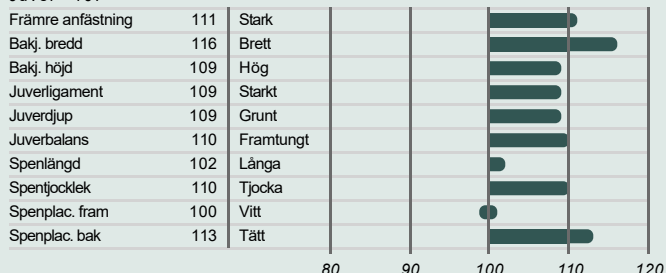 Främre anfästning 111 Stark
Bakj. bredd 116 Brett
Bakj. höjd 109 Hög
Juverligament 109 Starkt
Juverdjup 109 Grunt
Juverbalans 110 Framtungt
Spenlängd 102 Långa
Spentjocklek 110 Tjocka
Spenplac. fram 100 Vitt
Spenplac. bak 113 Tätt
80 90 100 110 120